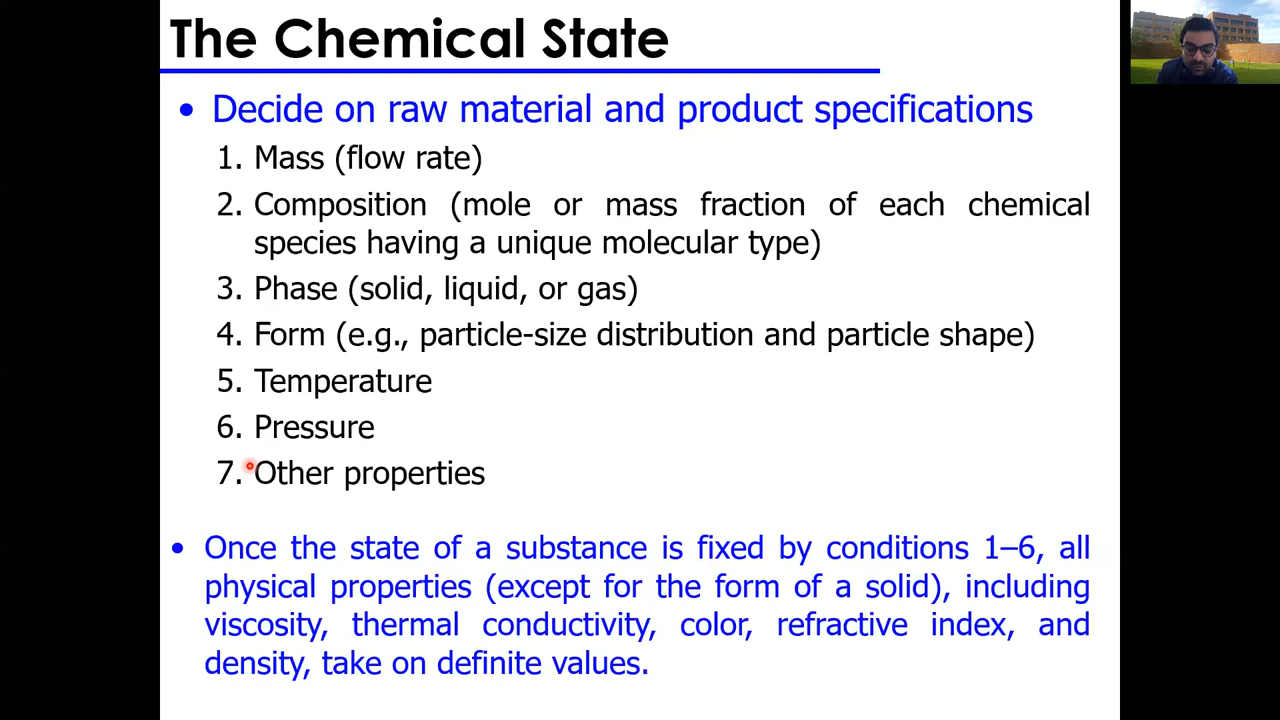 The Chemical State
• Decide on raw material and product specifications
1. Mass (flow rate)
2. Composition (mole or mass fraction of each chemical
species having a unique molecular type)
3. Phase (solid, liquid, or gas)
4. Form (e.g., particle-size distribution and particle shape)
5. Temperature
6. Pressure
7. Other properties
• Once the state of a substance is fixed by conditions 1–6, all
physical properties (except for the form of a solid), including
viscosity, thermal conductivity, color, refractive index, and
density, take on definite values.